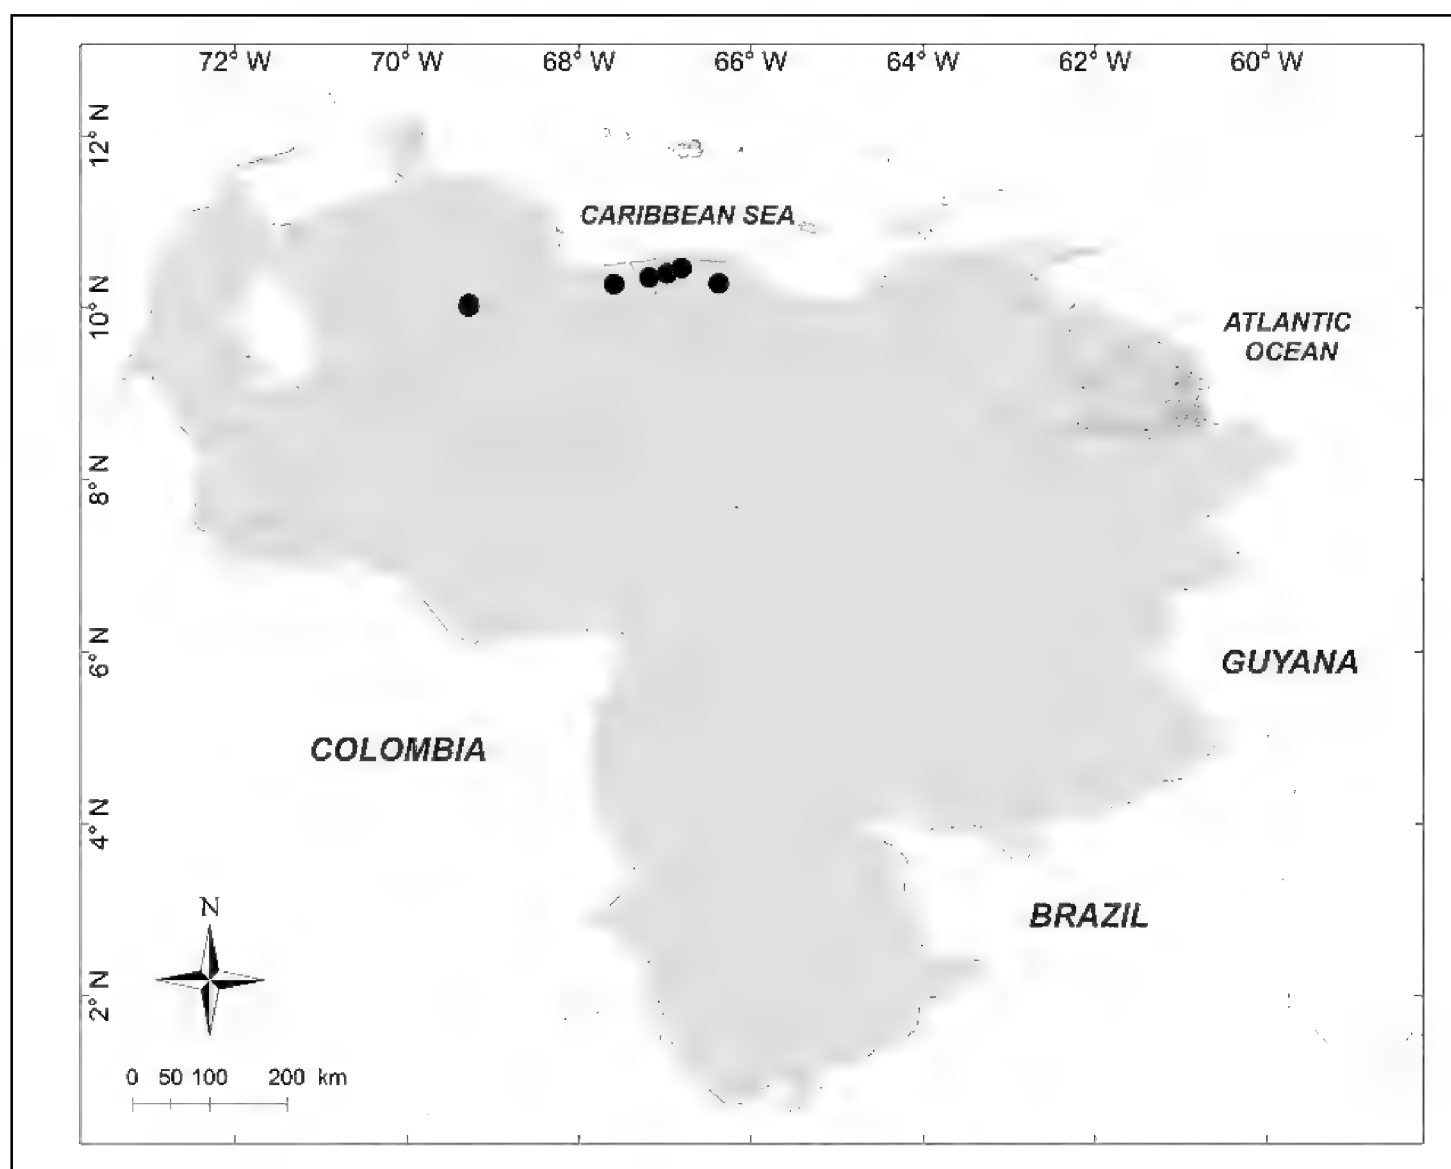 72° W 70° W 68° W 66° W 64° W 62° W 60° W
12° N
CARIBBEAN SEA
10° N
ATLANTIC
OCEAN
8° N
6° N
GUYANA
COLOMBIA
4° N
BRAZIL
N
2° N
0 50 100 200 km